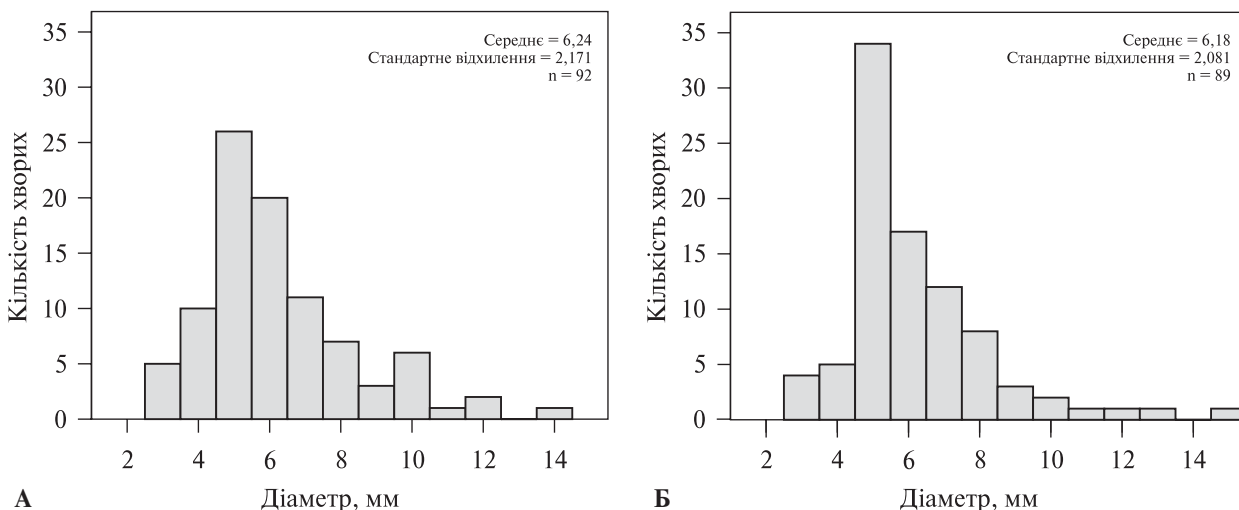 Середнє = 6,24
Стандартне відхилення = 2,171
n = 92
Кількість хворих
35
30
25
20
15
10
5
0
2 4 6 8 10 12 14
Діаметр, мм
А
Середнє = 6,18
Стандартне відхилення = 2,081
n = 89
Кількість хворих
35
30
25
20
15
10
5
0
2 4 6 8 10 12 14
Діаметр, мм
Б